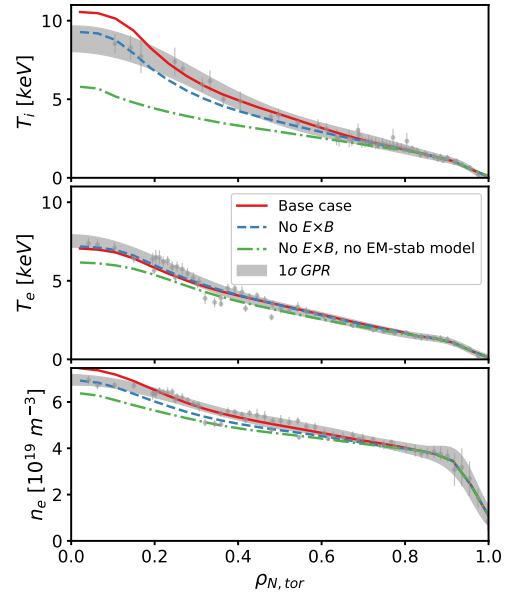 10
5
0
T_i [keV]
10
5
0
T_e [keV]
Base case
No E×B
No E×B, no EM-stab model
1σ GPR
6
4
2
0
n_e [10^19 m^−3]
0.0 0.2 0.4 0.6 0.8 1.0
ρ_N, tor